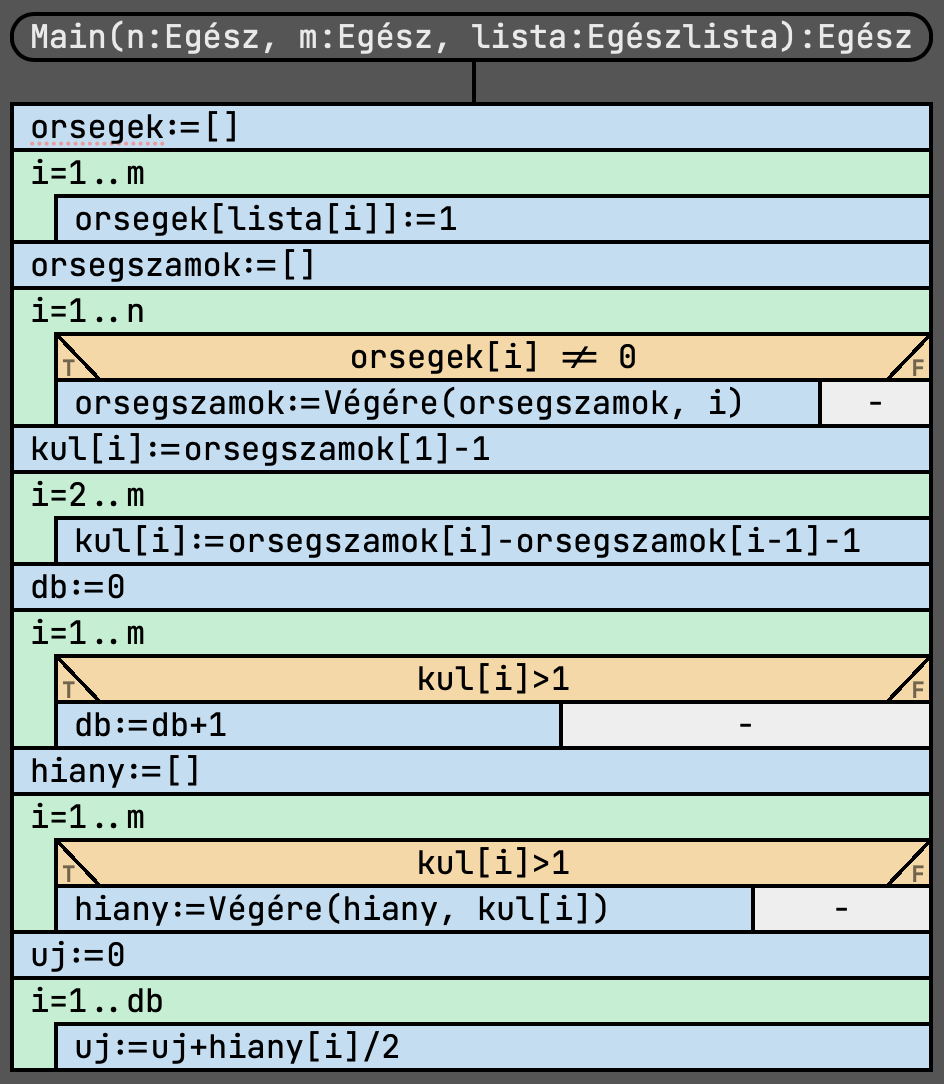 Main(n:Egész, m:Egész, lista:Egészlista):Egész
orsegek:=[]
i=1..m
orsegek[lista[i]]:=1
orsegszamok:=[]
i=1..n
T orsegek[i] ≠ 0 F
orsegszamok:=Végére(orsegszamok, i) -
kul[i]:=orsegszamok[1]-1
i=2..m
kul[i]:=orsegszamok[i]-orsegszamok[i-1]-1
db:=0
i=1..m
T kul[i]>1 F
db:=db+1 -
hiany:=[]
i=1..m
T kul[i]>1 F
hiany:=Végére(hiany, kul[i]) -
uj:=0
i=1..db
uj:=uj+hiany[i]/2